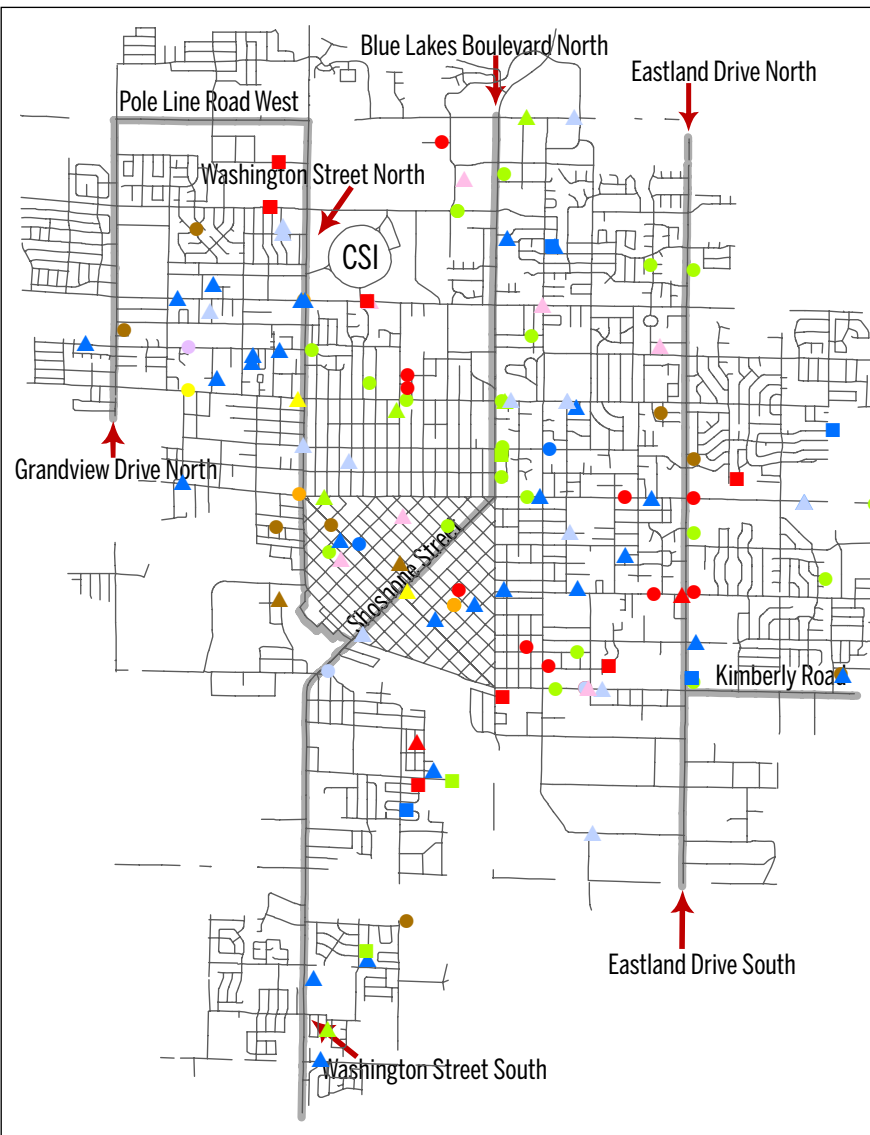 Blue Lakes Boulevard North
Eastland Drive North
Pole Line Road West
Washington Street North
CSI
Grandview Drive North
Shoshone Street
Kimberly Road
Eastland Drive South
Washington Street South